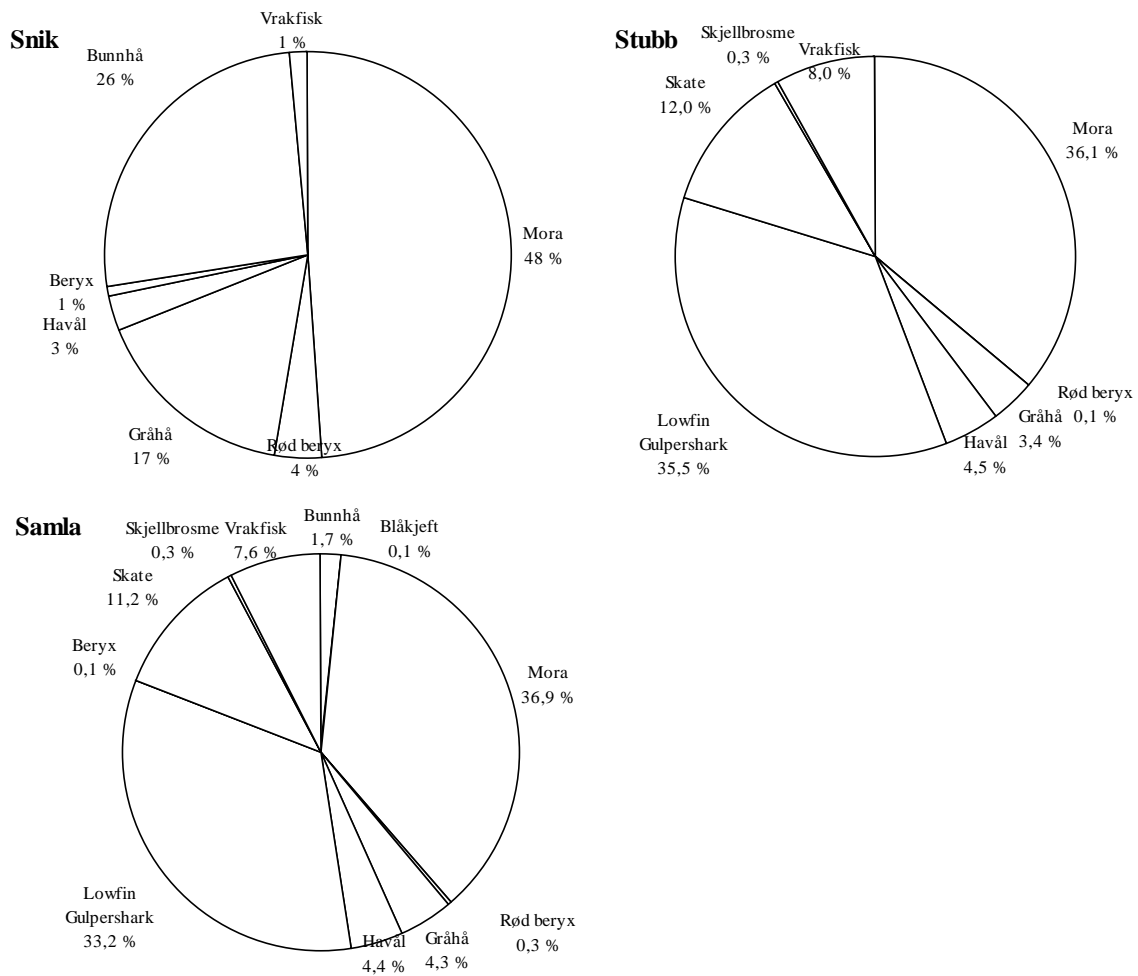 Snik
Vrakfisk
1 %
Bunnhå
26 %
Mora
48 %
Beryx
1 %
Havål
3 %
Gråhå
17 %
Rød beryx
4 %
Stubb
Skjellbrosme
0,3 %
Vrakfisk
8,0 %
Skate
12,0 %
Mora
36,1 %
Rød beryx
0,1 %
Gråhå
3,4 %
Havål
4,5 %
Lowfin
Gulpershark
35,5 %
Samla
Skjellbrosme
0,3 %
Vrakfisk
7,6 %
Bunnhå
1,7 %
Blåkjeft
0,1 %
Skate
11,2 %
Beryx
0,1 %
Mora
36,9 %
Lowfin
Gulpershark
33,2 %
Havål
4,4 %
Gråhå
4,3 %
Rød beryx
0,3 %